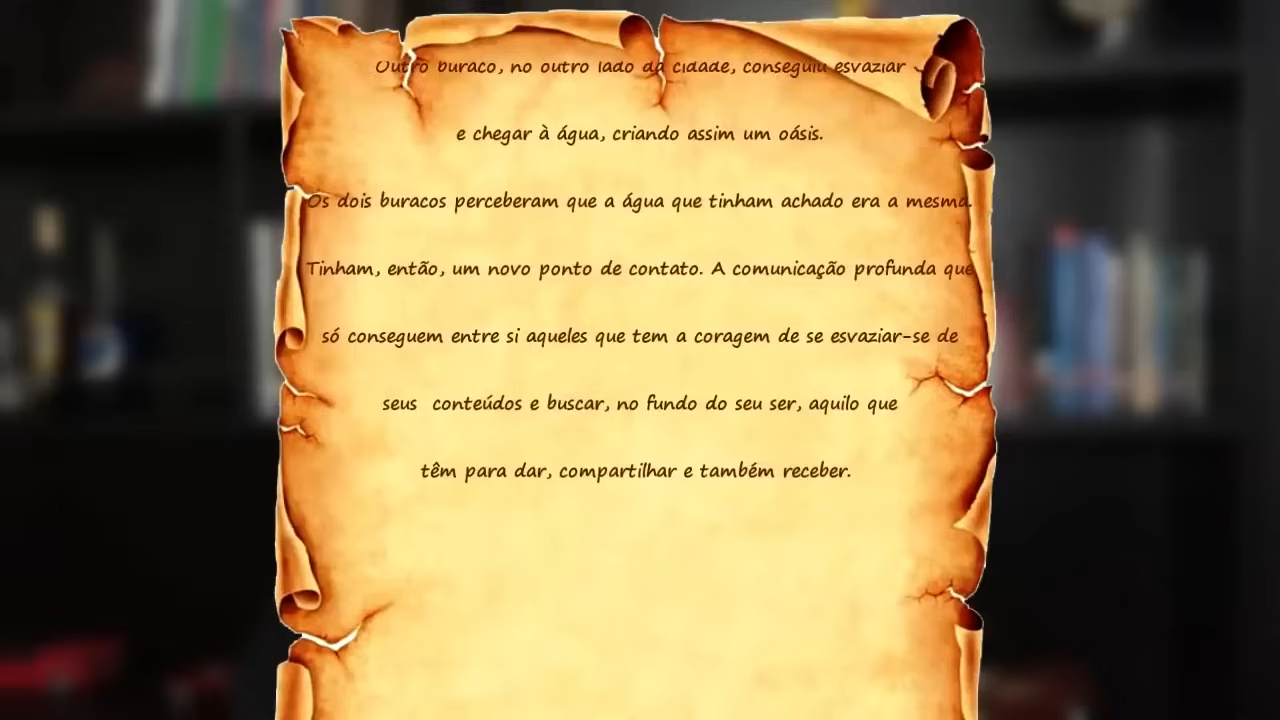 Outro buraco, no outro lado da cidade, conseguiu esvaziar
e chegar à água, criando assim um oásis.
Os dois buracos perceberam que a água que tinham achado era a mesma.
Tinham, então, um novo ponto de contato. A comunicação profunda que
só conseguem entre si aqueles que tem a coragem de se esvaziar-se de
seus  conteúdos e buscar, no fundo do seu ser, aquilo que
têm para dar, compartilhar e também receber.